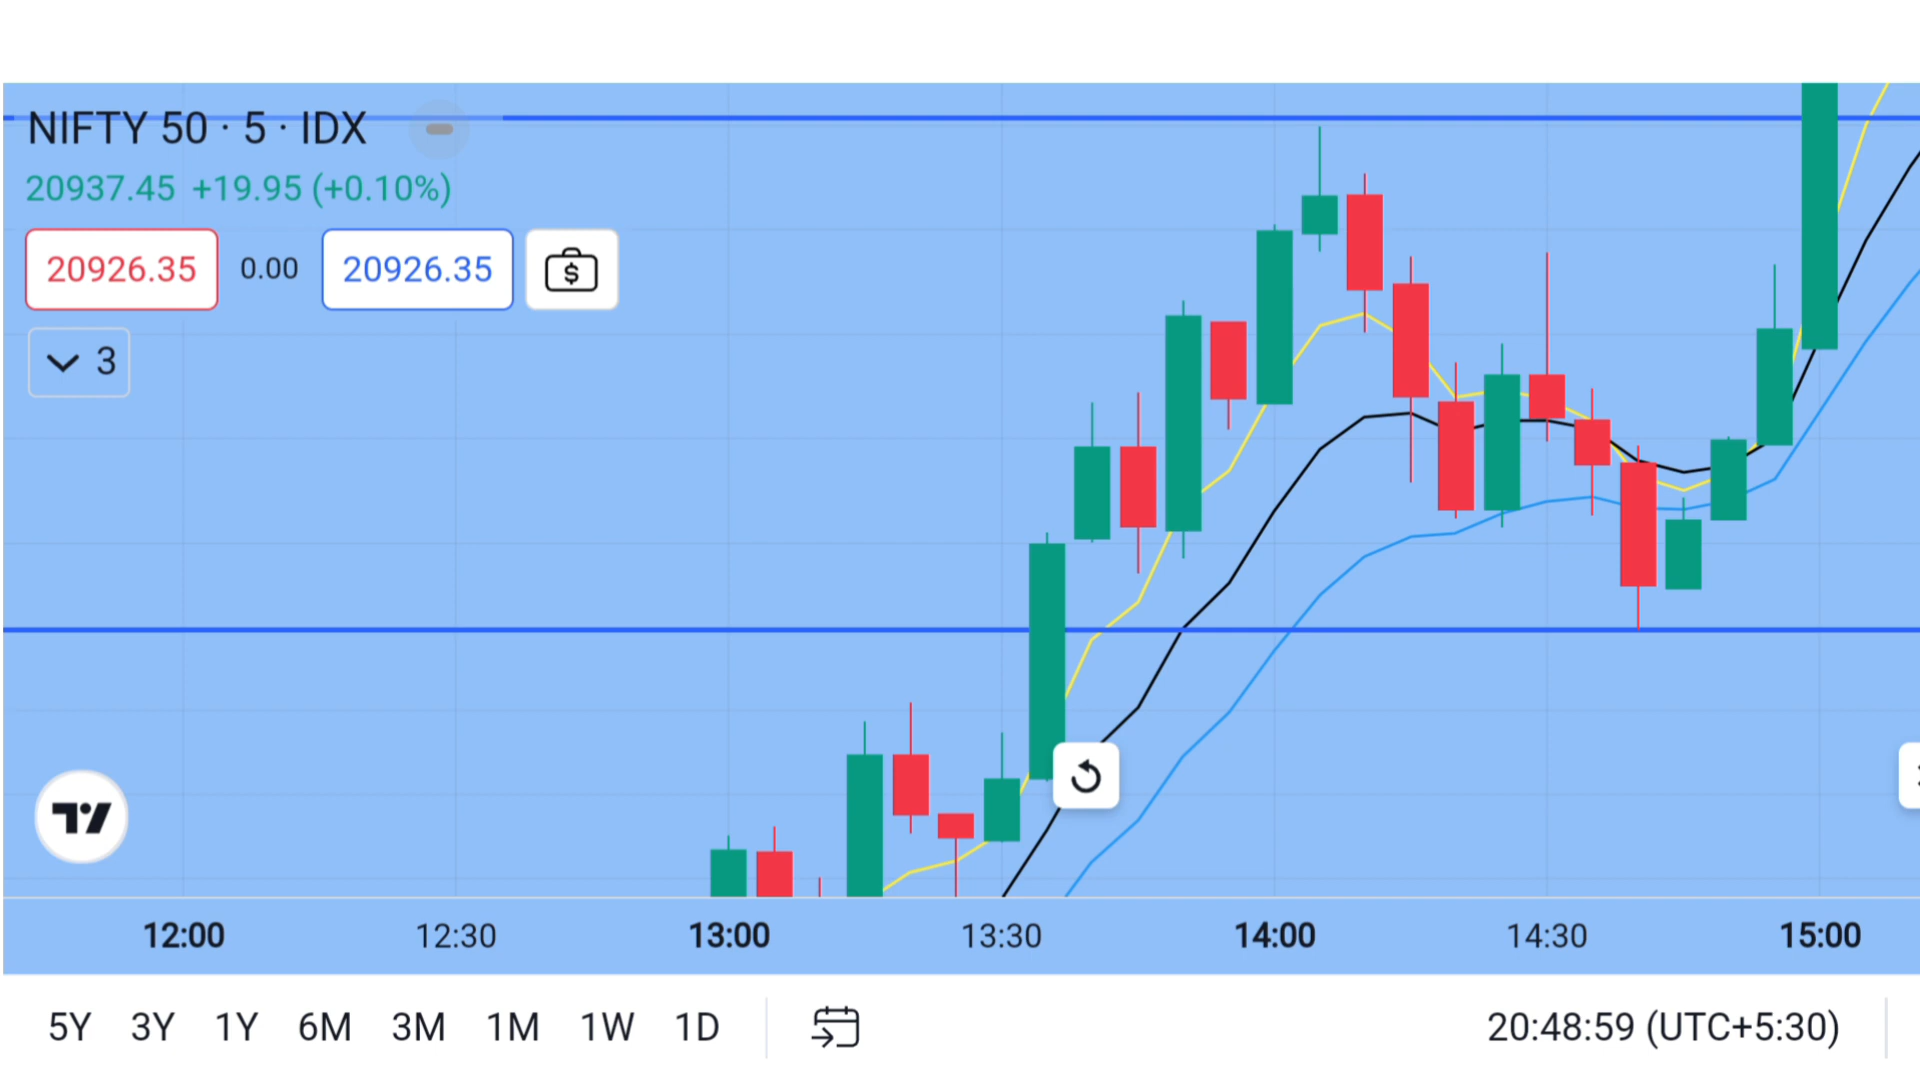 NIFTY 50 · 5 · IDX
20937.45 +19.95 (+0.10%)
20926.35 0.00 20926.35
3
12:00 12:30 13:00 13:30 14:00 14:30 15:00
5Y 3Y 1Y 6M 3M 1M 1W 1D 20:48:59 (UTC+5:30)